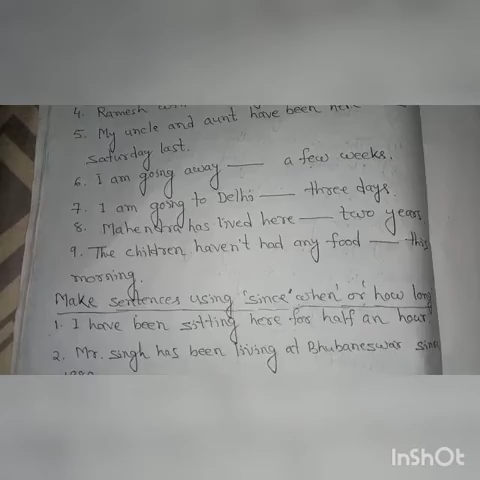 4. Ramesh
5. My uncle and aunt have been here
Saturday last.
6. I am going away ___ a few weeks.
7. I am going to Delhi ___ three days.
8. Mahendra has lived here ___ two years
9. The children haven't had any food ___ this
morning.
Make sentences using 'since' 'when' or 'how long
1. I have been sitting here for half an hour.
2. Mr. Singh has been living at Bhubaneswar since
InShOt